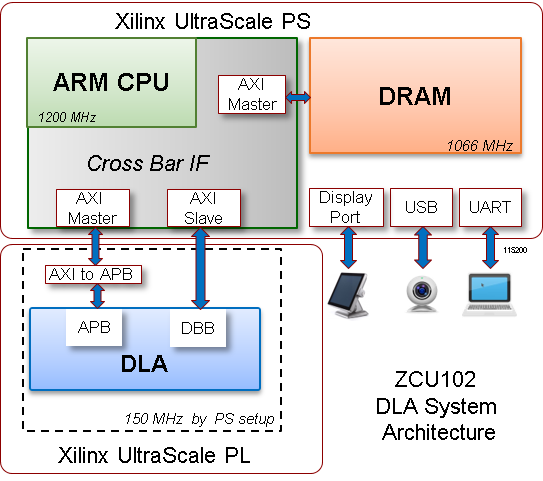 Xilinx UltraScale PS
ARM CPU
1200 MHz
AXI
Master
DRAM
1066 MHz
Cross Bar IF
AXI
Master
AXI
Slave
Display
Port
USB
UART
115200
AXI to APB
APB
DBB
DLA
150 MHz by PS setup
Xilinx UltraScale PL
ZCU102
DLA System
Architecture